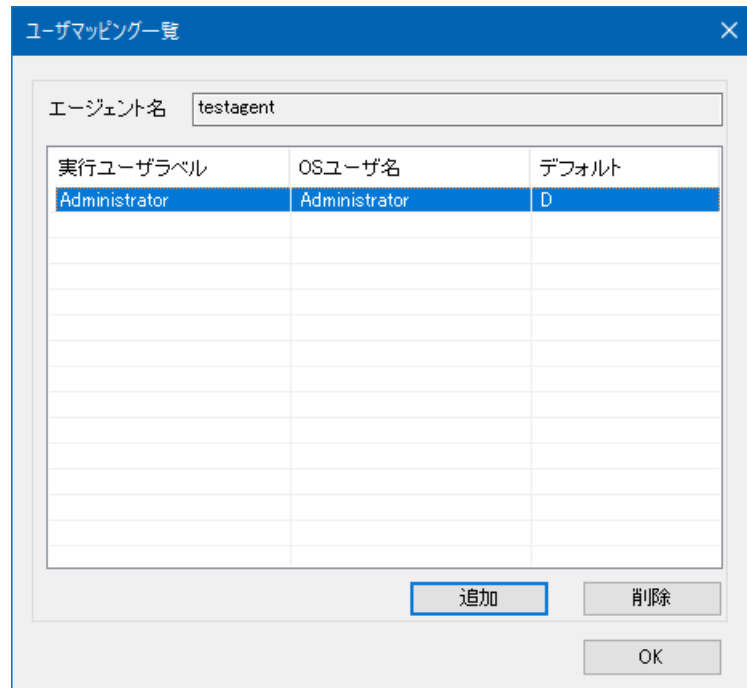 ユーザマッピング一覧
エージェント名 testagent
実行ユーザラベル OSユーザ名 デフォルト
Administrator Administrator D
追加 削除
OK